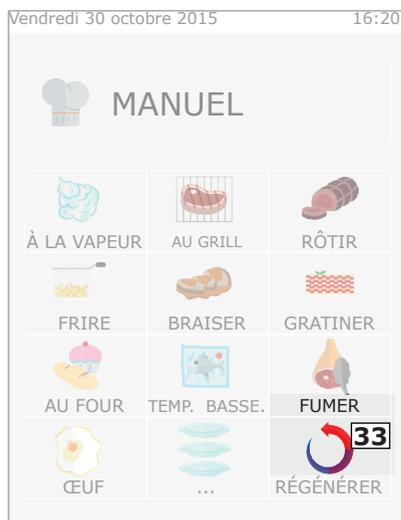 Vendredi 30 octobre 2015 16:20
MANUEL
À LA VAPEUR AU GRILL RÔTIR
FRIRE BRAISER GRATINER
AU FOUR TEMP. BASSE. FUMER
33
ŒUF ... RÉGÉNÉRER